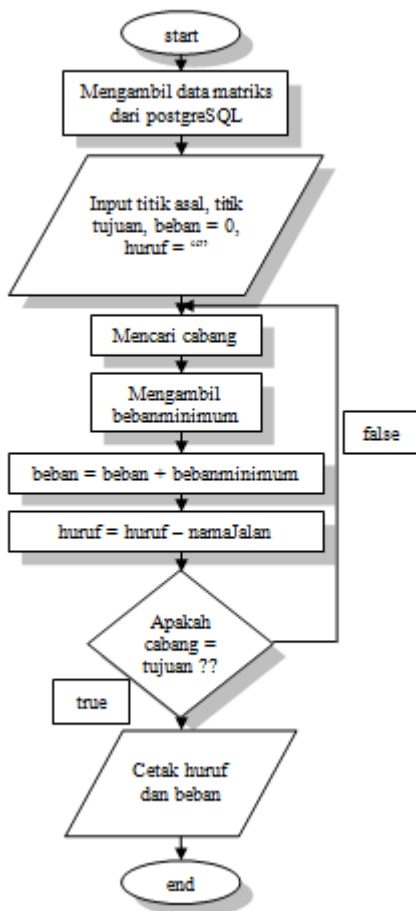 start
Mengambil data matriks
dari postgreSQL
Input titik asal, titik
tujuan, beban = 0,
huruf = “”
Mencari cabang
Mengambil
bebanminimum
false
beban = beban + bebanminimum
huruf = huruf – namaJalan
Apakah
cabang =
tujuan ??
true
Cetak huruf
dan beban
end